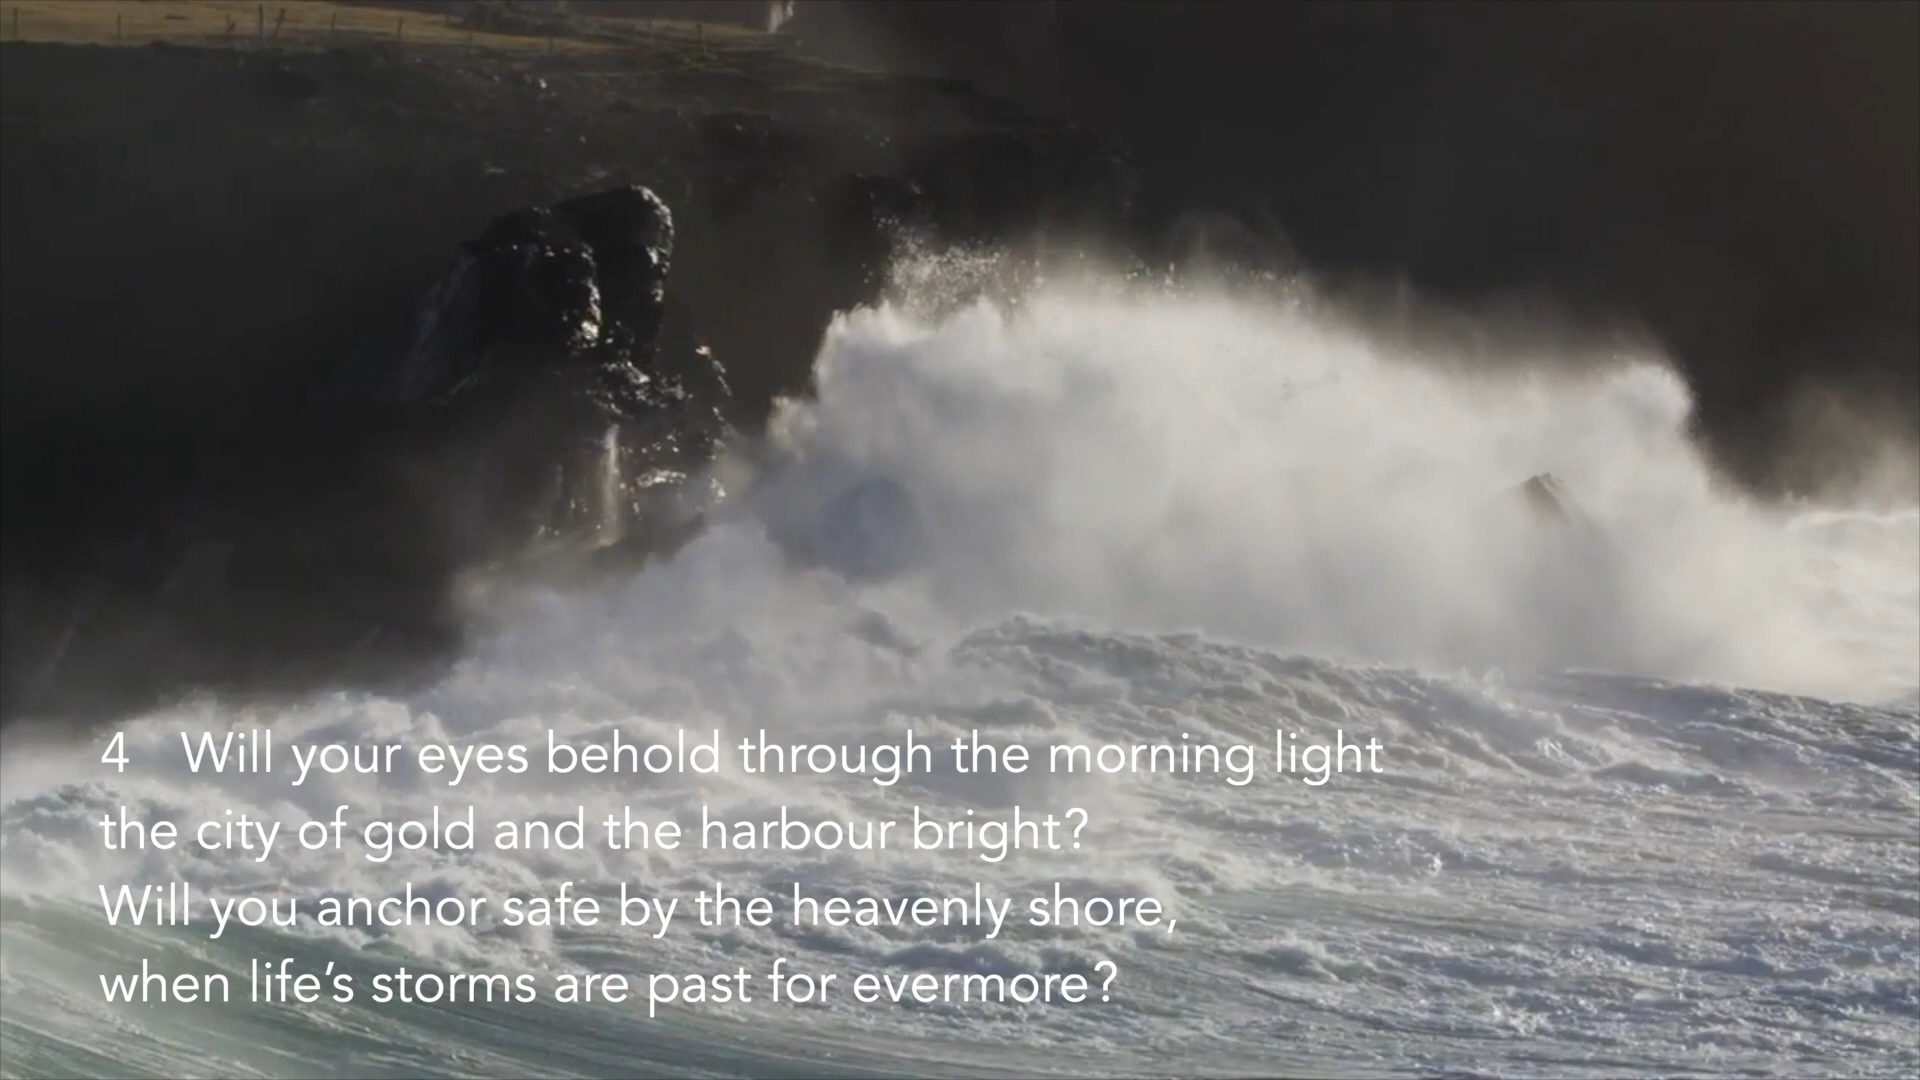 4 Will your eyes behold through the morning light
the city of gold and the harbour bright?
Will you anchor safe by the heavenly shore,
when life’s storms are past for evermore?